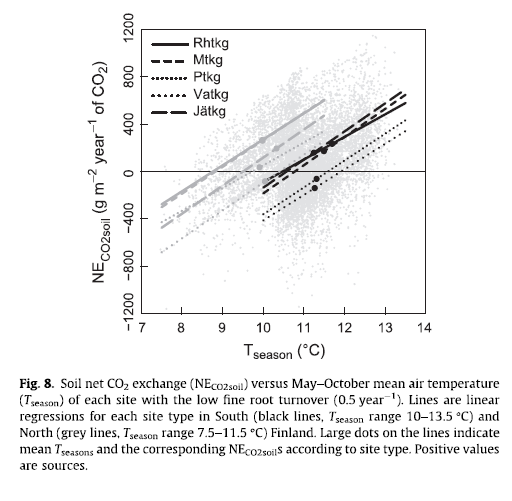 1200
800
400
0
−400
−800
−1200
NECO2soil (g m−2 year−1 of CO2)
Rhtkg
Mtkg
Ptkg
Vatkg
Jätkg
7 8 9 10 11 12 13 14
Tseason (°C)
Fig. 8. Soil net CO2 exchange (NECO2soil) versus May–October mean air temperature
(Tseason) of each site with the low fine root turnover (0.5 year−1). Lines are linear
regressions for each site type in South (black lines, Tseason range 10–13.5 °C) and
North (grey lines, Tseason range 7.5–11.5 °C) Finland. Large dots on the lines indicate
mean Tseasons and the corresponding NECO2soils according to site type. Positive values
are sources.